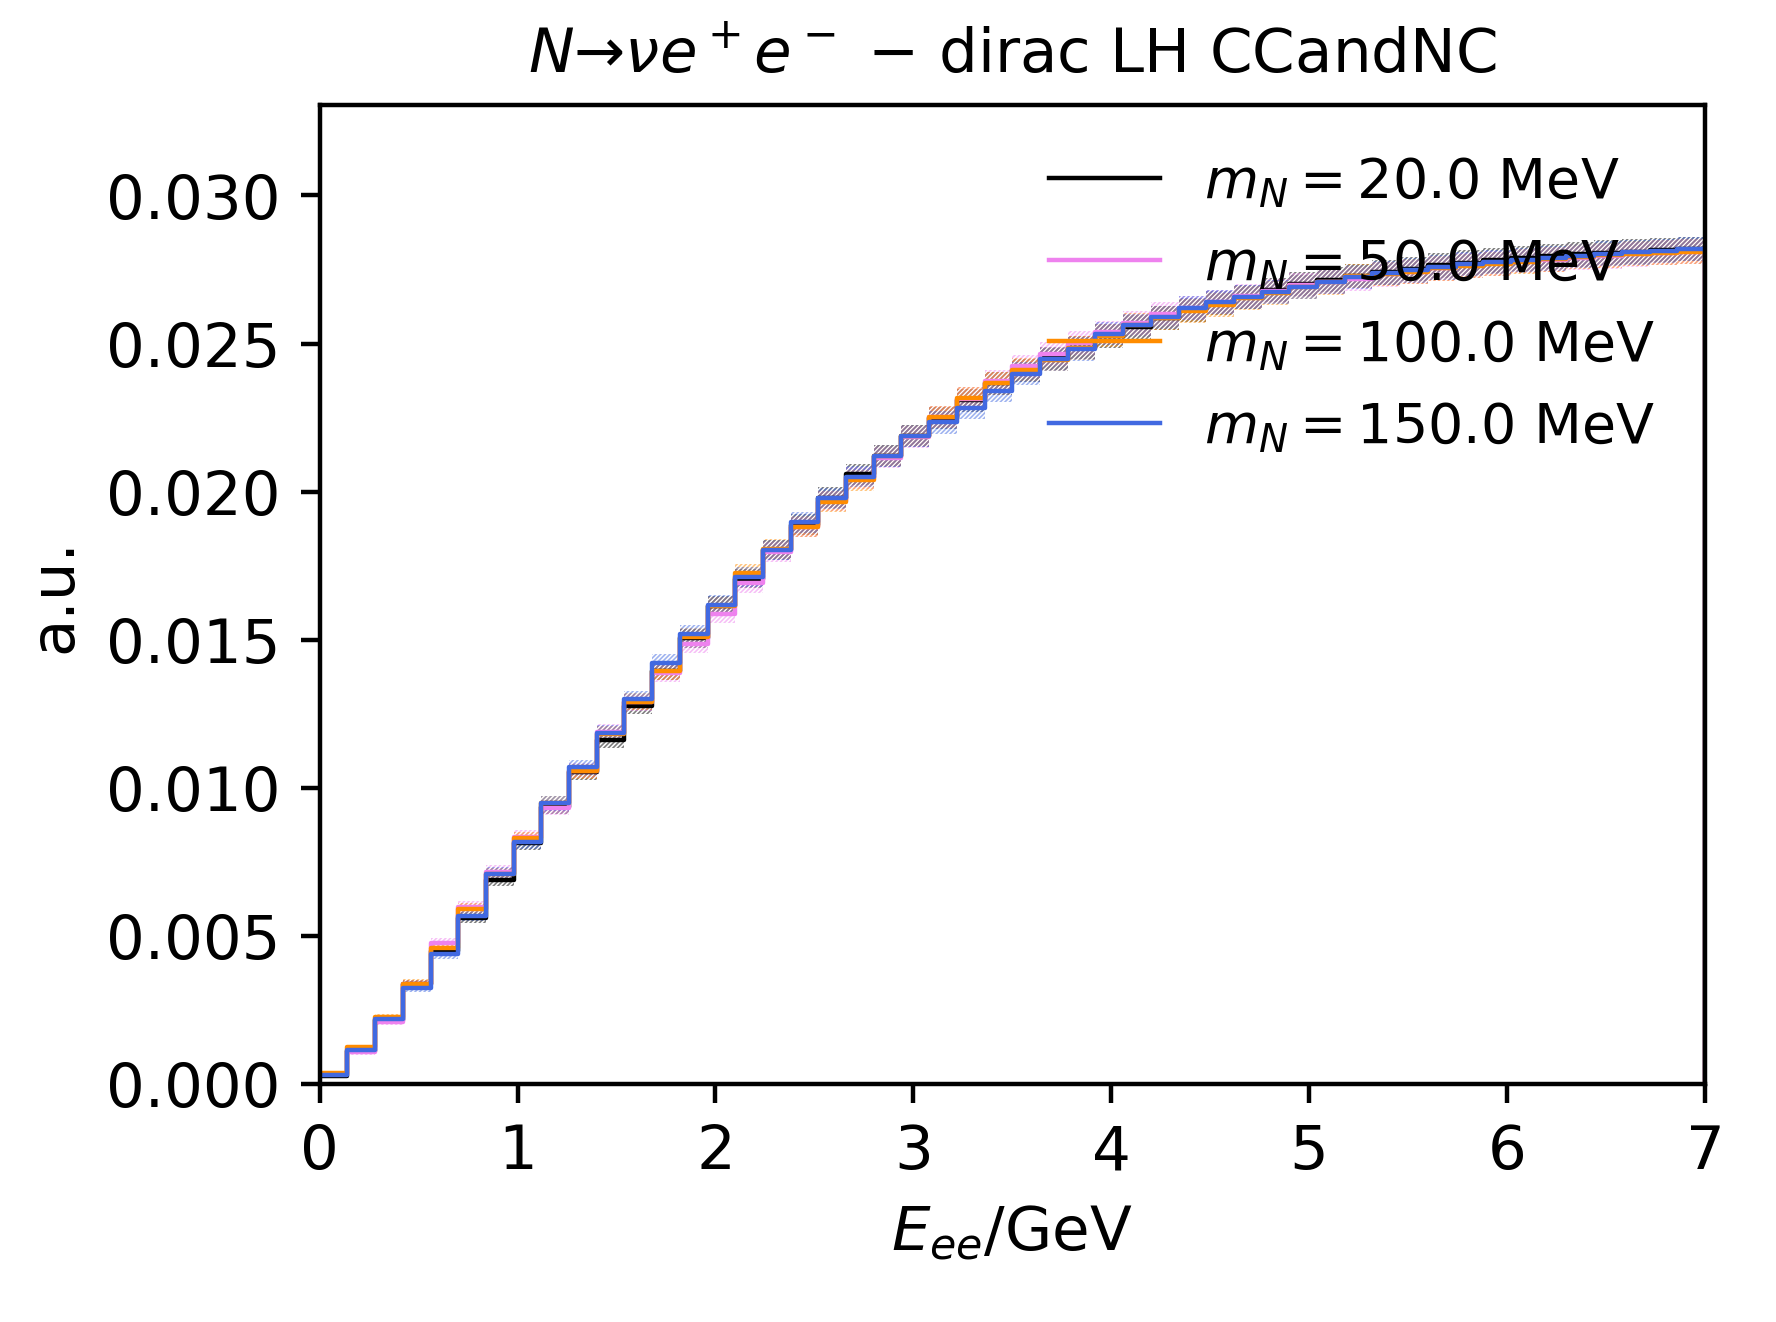 N→νe⁺e⁻ − dirac LH CCandNC
a.u.
0.030
0.025
0.020
0.015
0.010
0.005
0.000
m_N = 20.0 MeV
m_N = 50.0 MeV
m_N = 100.0 MeV
m_N = 150.0 MeV
0 1 2 3 4 5 6 7
E_ee/GeV